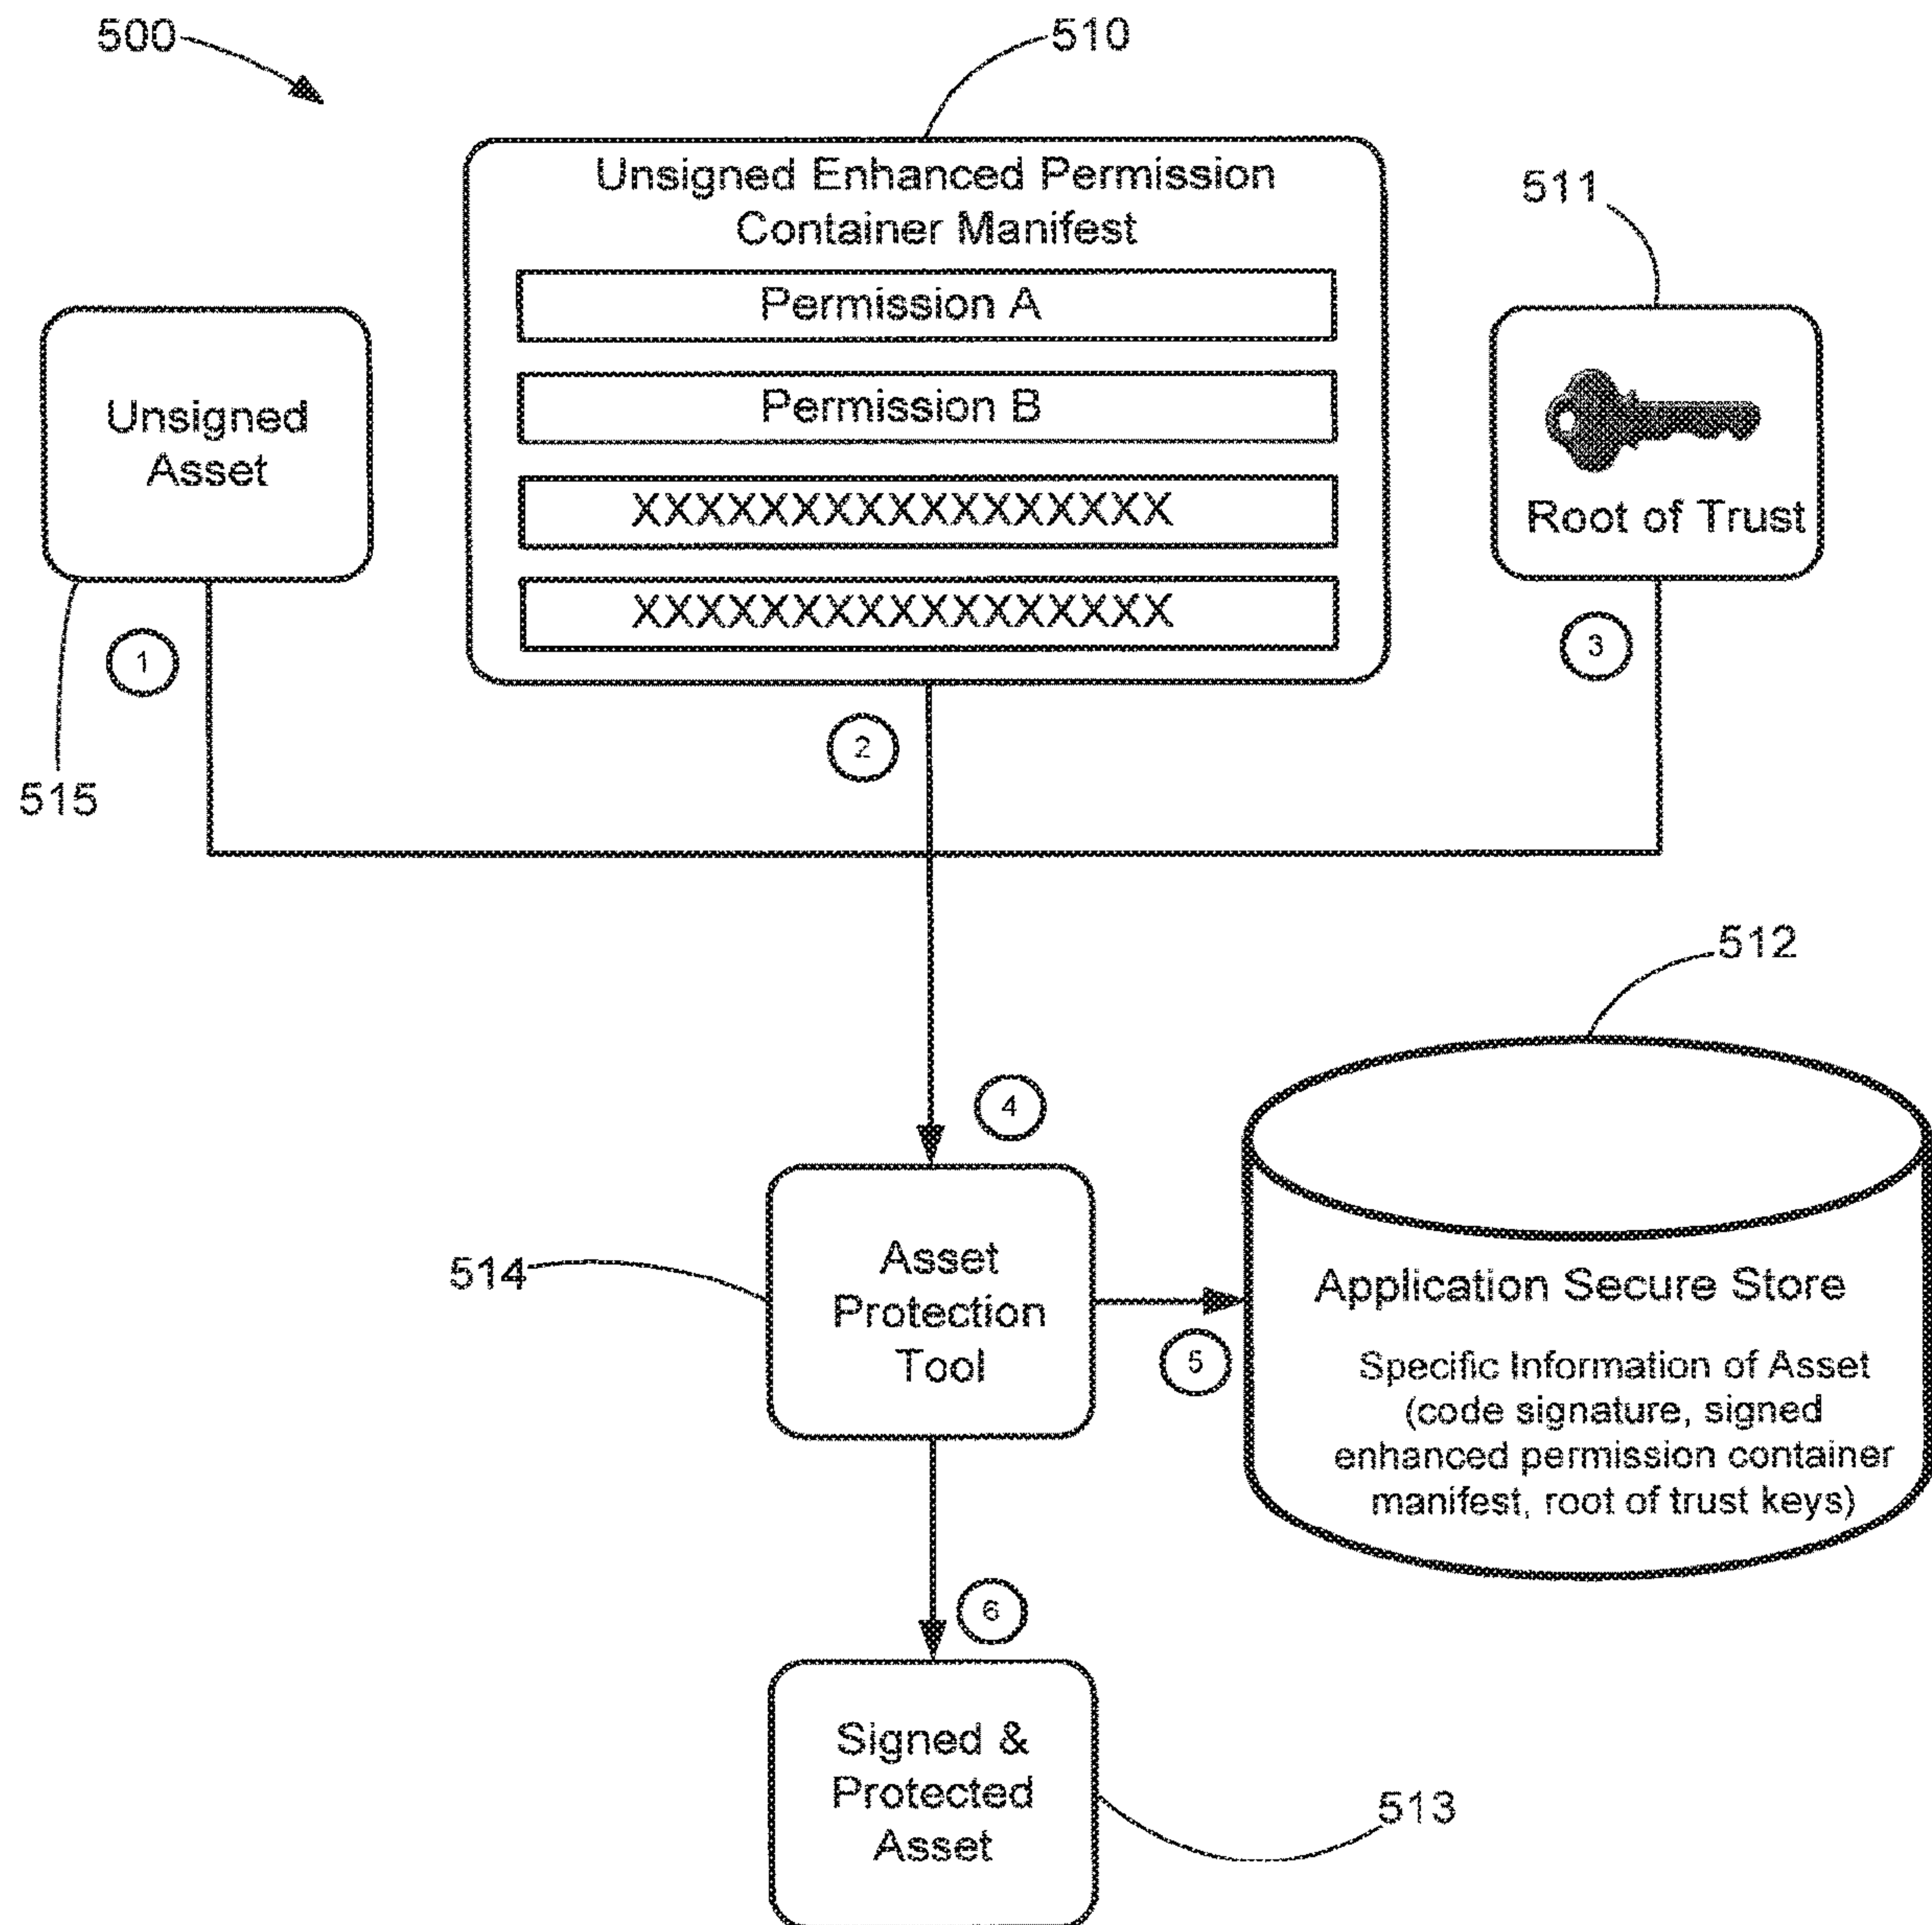 500
510
Unsigned Enhanced Permission
Container Manifest
511
Permission A
Permission B
XXXXXXXXXXXXXXXXX
XXXXXXXXXXXXXXXXX
Unsigned
Asset
Root of Trust
1
2
3
515
512
4
514
Asset
Protection
Tool
5
Application Secure Store
Specific Information of Asset
(code signature, signed
enhanced permission container
manifest, root of trust keys)
6
Signed &
Protected
Asset
513